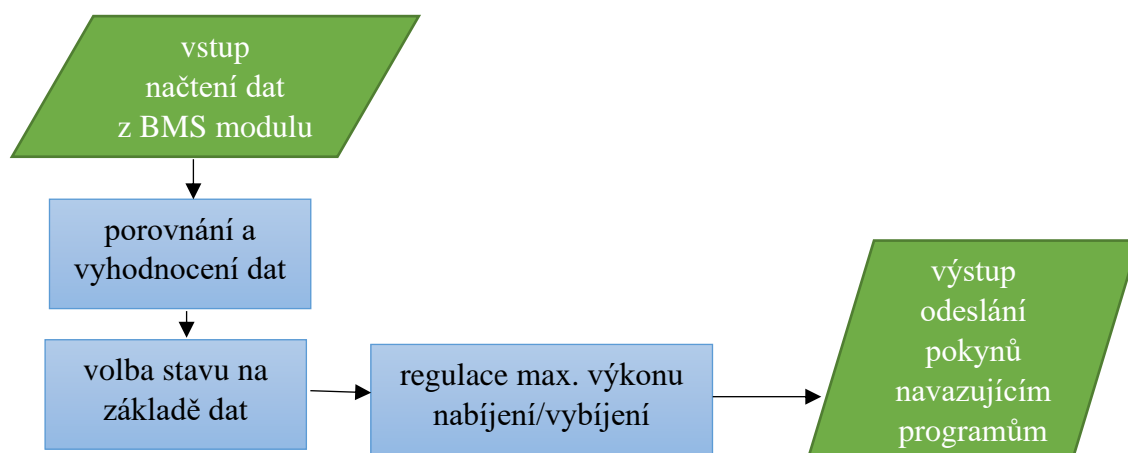 vstup
načtení dat
z BMS modulu
porovnání a
vyhodnocení dat
volba stavu na
základě dat
regulace max. výkonu
nabíjení/vybíjení
výstup
odeslání
pokynů
navazujícím
programům